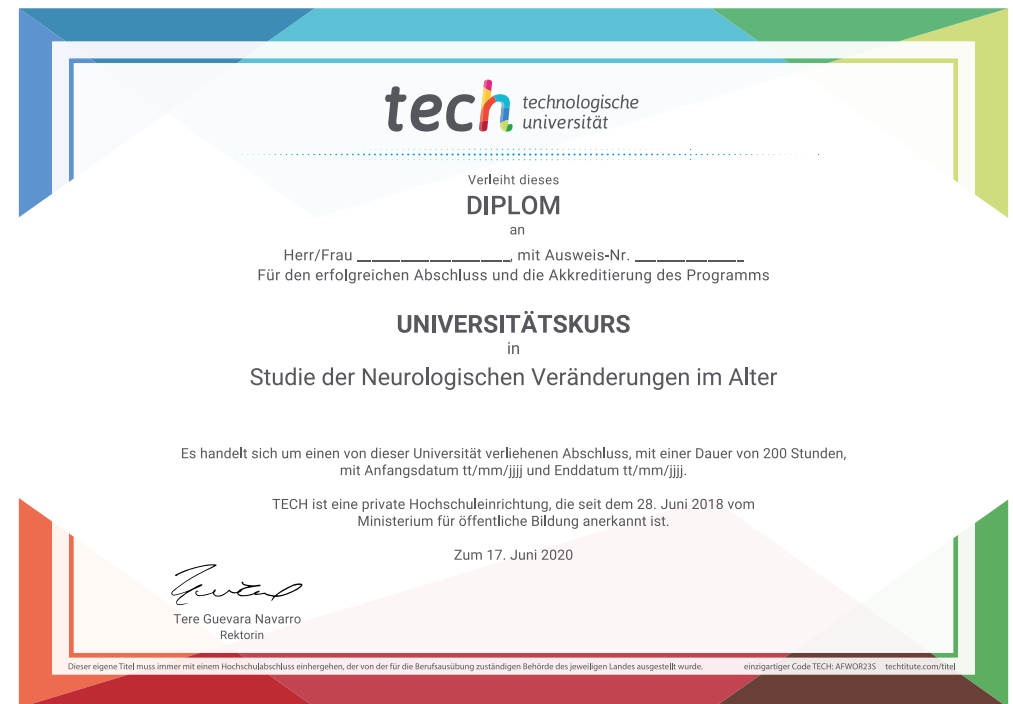 tech technologische
universität
Verleiht dieses
DIPLOM
an
Herr/Frau ____________________, mit Ausweis-Nr. ______________
Für den erfolgreichen Abschluss und die Akkreditierung des Programms
UNIVERSITÄTSKURS
in
Studie der Neurologischen Veränderungen im Alter
Es handelt sich um einen von dieser Universität verliehenen Abschluss, mit einer Dauer von 200 Stunden,
mit Anfangsdatum tt/mm/jjjj und Enddatum tt/mm/jjjj.
TECH ist eine private Hochschuleinrichtung, die seit dem 28. Juni 2018 vom
Ministerium für öffentliche Bildung anerkannt ist.
Zum 17. Juni 2020
Tere Guevara Navarro
Rektorin
Dieser eigene Titel muss immer mit einem Hochschulabschluss einhergehen, der von der für die Berufsausübung zuständigen Behörde des jeweiligen Landes ausgestellt wurde. einzigartiger Code TECH: AFWOR23S techtitute.com/titel